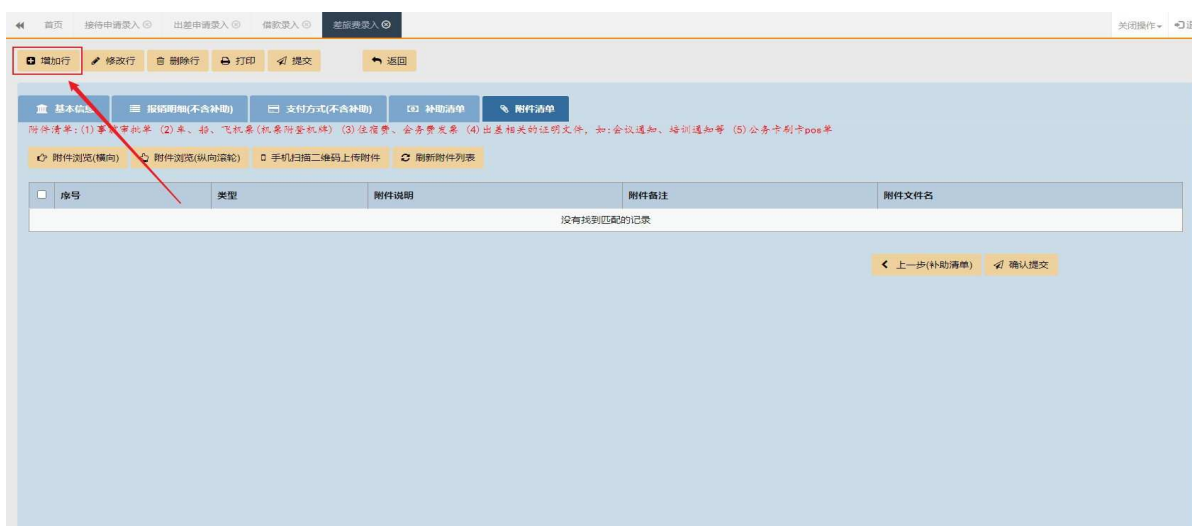 首页 接待申请录入 出差申请录入 借款录入 差旅费录入 关闭操作
增加行 修改行 删除行 打印 提交 返回
基本信息 报销明细(不含补助) 支付方式(不含补助) 补助清单 附件清单
附件清单:(1)事前审批单 (2)车、船、飞机票(机票附登机牌) (3)住宿费、会务费发票 (4)出差相关的证明文件, 如:会议通知、培训通知等 (5)公务卡刷卡pos单
附件浏览(横向) 附件浏览(纵向滚轮) 手机扫描二维码上传附件 刷新附件列表
序号 类型 附件说明 附件备注 附件文件名
没有找到匹配的记录
上一步(补助清单) 确认提交